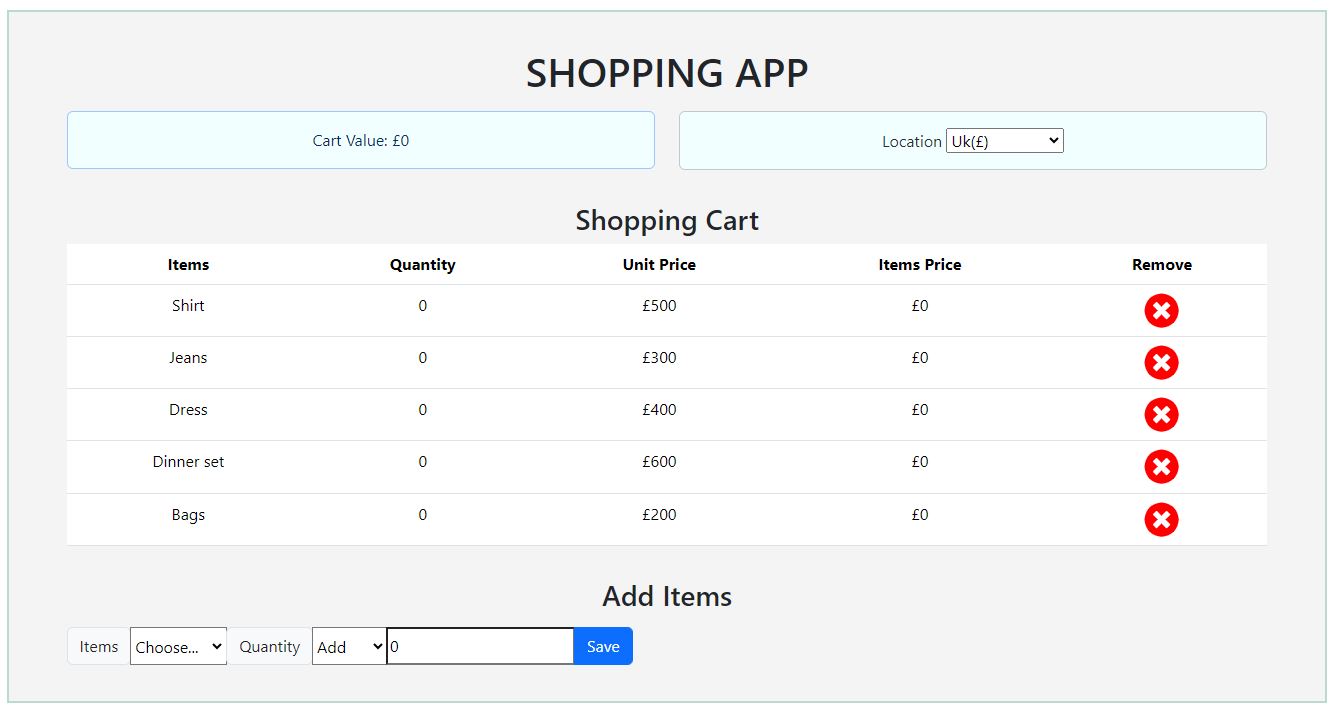 SHOPPING APP
Cart Value: £0
Location Uk(£)
Shopping Cart
Items Quantity Unit Price Items Price Remove
Shirt 0 £500 £0
Jeans 0 £300 £0
Dress 0 £400 £0
Dinner set 0 £600 £0
Bags 0 £200 £0
Add Items
Items Choose... Quantity Add 0 Save